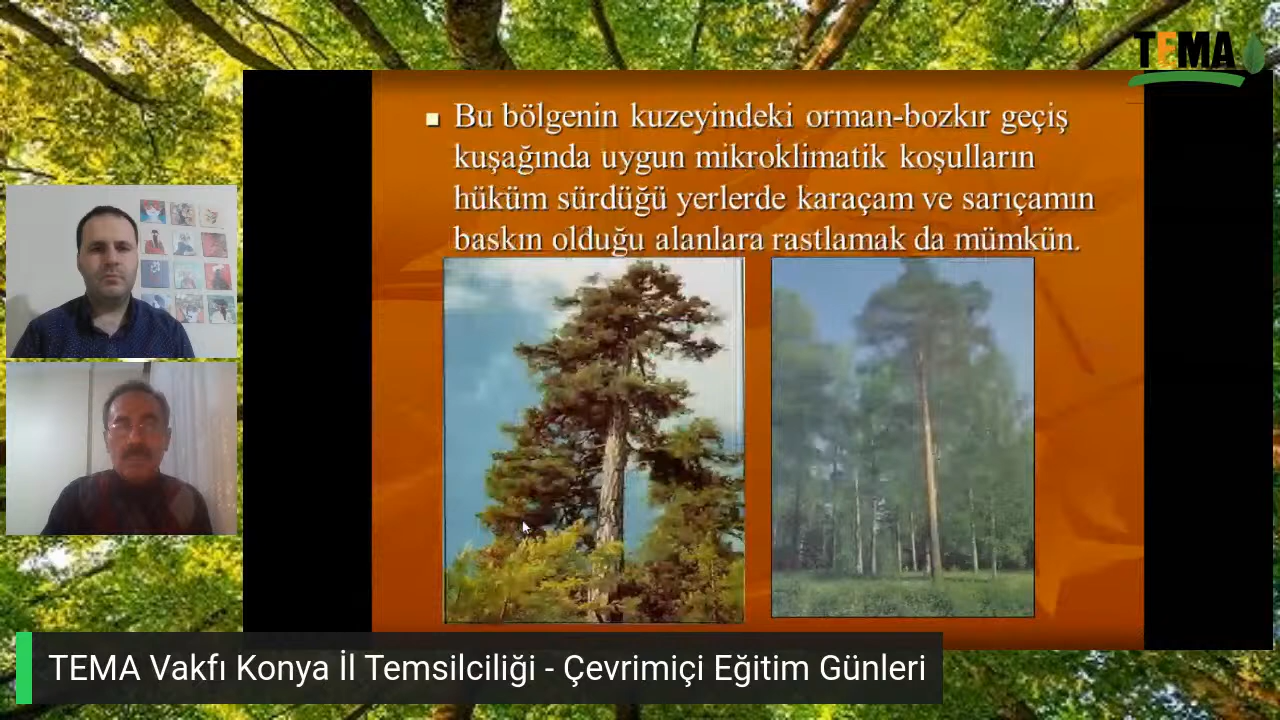 TEMA
Bu bölgenin kuzeyindeki orman-bozkır geçiş
kuşağında uygun mikroklimatik koşulların
hüküm sürdüğü yerlerde karaçam ve sarıçamın
baskın olduğu alanlara rastlamak da mümkün.
TEMA Vakfı Konya İl Temsilciliği - Çevrimiçi Eğitim Günleri